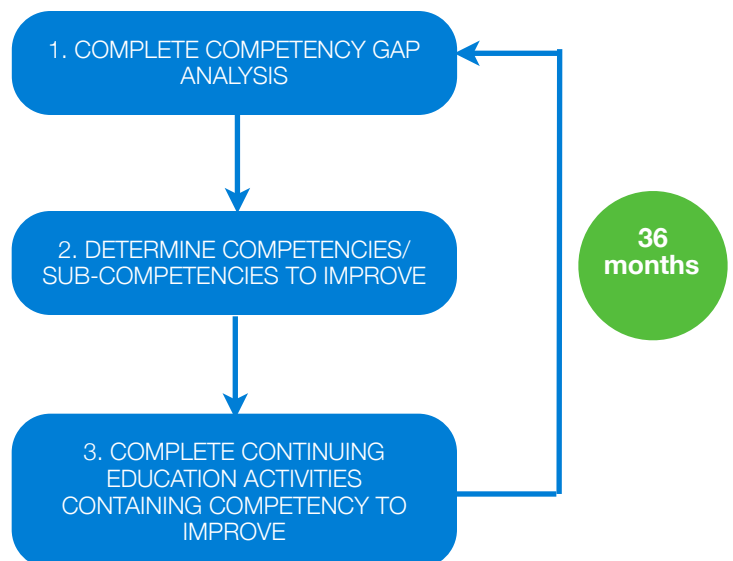 1. COMPLETE COMPETENCY GAP
ANALYSIS
2. DETERMINE COMPETENCIES/
SUB-COMPETENCIES TO IMPROVE
36
months
3. COMPLETE CONTINUING
EDUCATION ACTIVITIES
CONTAINING COMPETENCY TO
IMPROVE